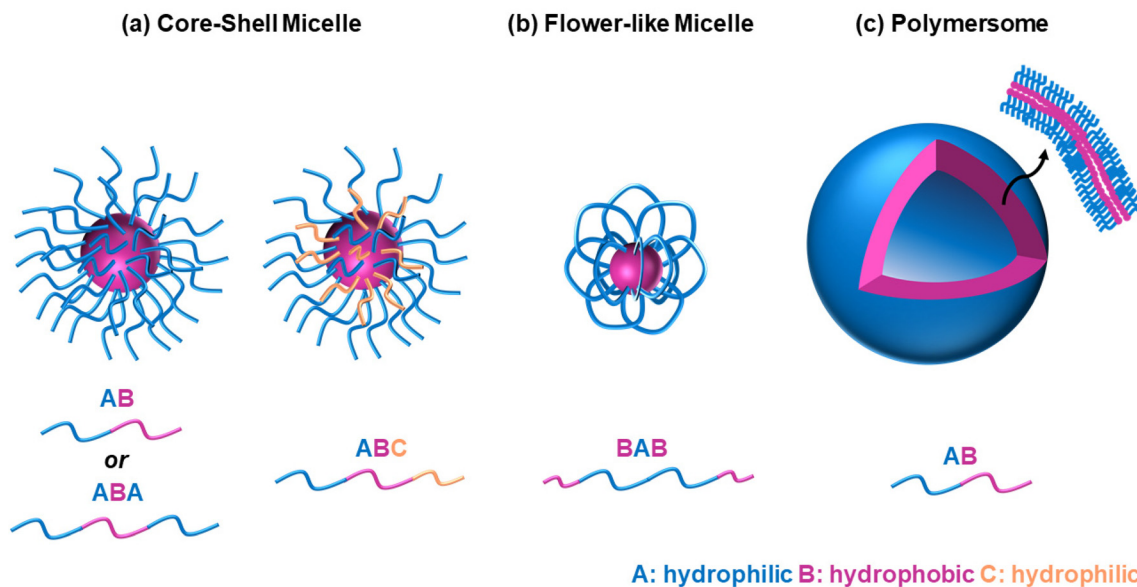 (a) Core-Shell Micelle
(b) Flower-like Micelle
(c) Polymersome
AB
or
ABA
ABC
BAB
AB
A: hydrophilic B: hydrophobic C: hydrophilic